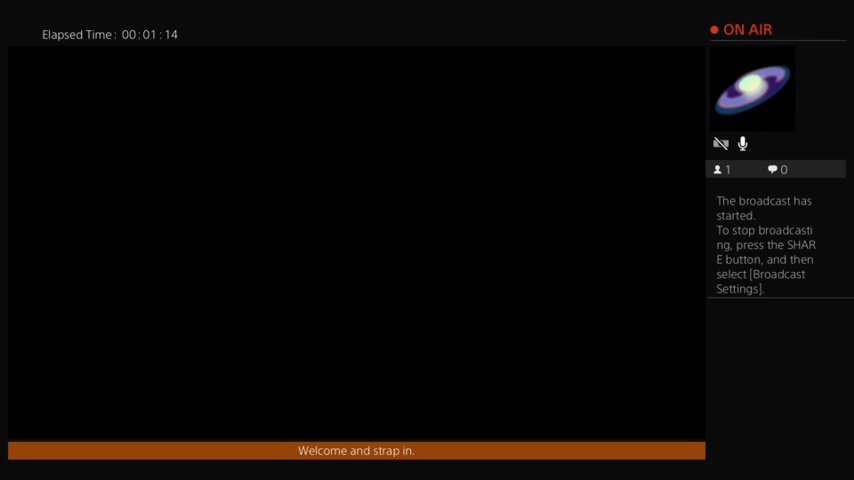 Elapsed Time: 00:01:14
ON AIR
1 0
The broadcast has
started.
To stop broadcasti
ng, press the SHAR
E button, and then
select [Broadcast
Settings].
Welcome and strap in.